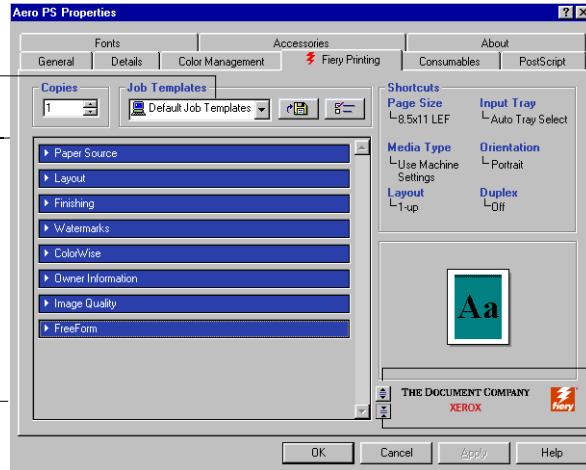 Aero PS Properties
Fonts
Accessories
About
General
Details
Color Management
Fiery Printing
Consumables
PostScript
Copies
1
Job Templates
Default Job Templates
Shortcuts
Page Size
8.5x11 LEF
Input Tray
Auto Tray Select
Media Type
Use Machine
Settings
Orientation
Portrait
Layout
1-up
Duplex
Off
Paper Source
Layout
Finishing
Watermarks
ColorWise
Owner Information
Image Quality
FreeForm
Aa
THE DOCUMENT COMPANY
XEROX
fiery
OK
Cancel
Apply
Help